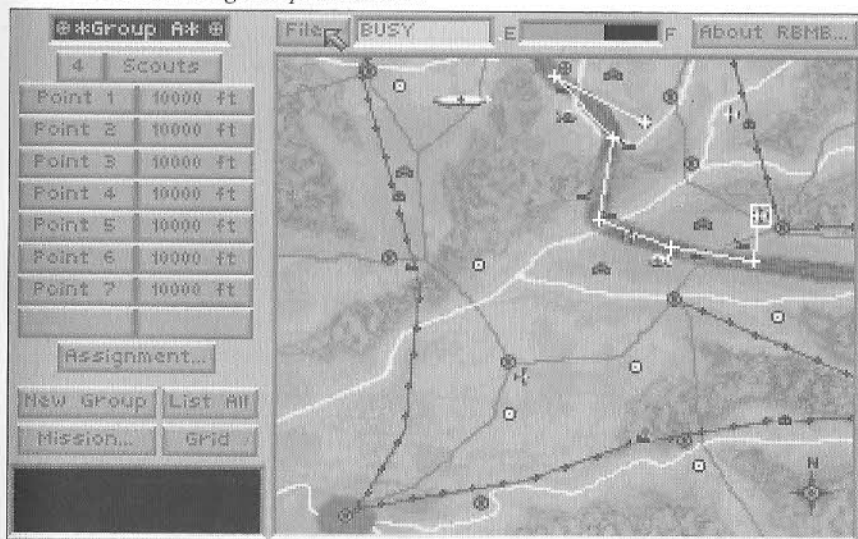 *Group A*
File BUSY E F About RBMB...
4 Scouts
Point 1 10000 ft
Point 2 10000 ft
Point 3 10000 ft
Point 4 10000 ft
Point 5 10000 ft
Point 6 10000 ft
Point 7 10000 ft
Assignment...
New Group List All
Mission... Grid
N